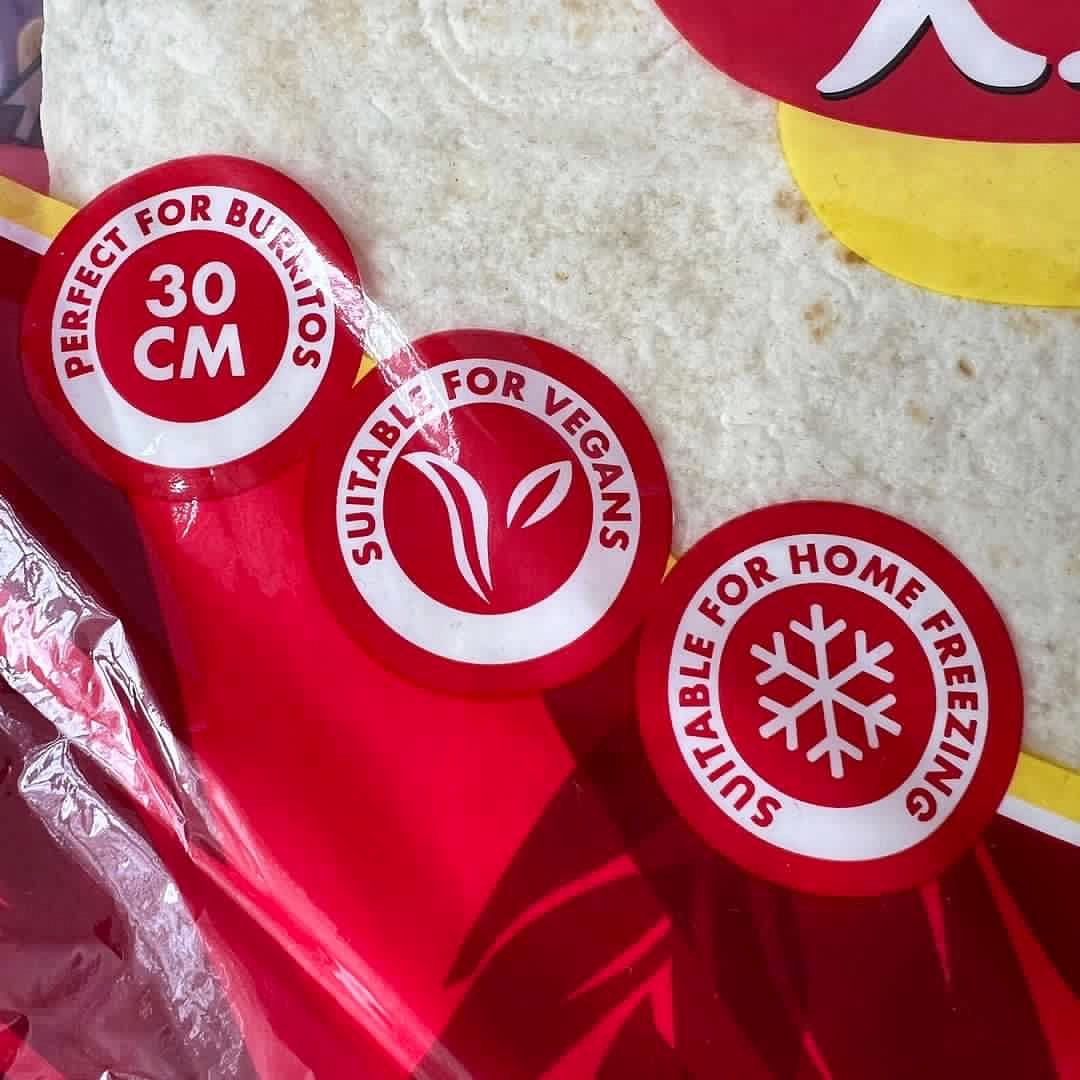 PERFECT FOR BURRITOS
30
CM
SUITABLE FOR VEGANS
SUITABLE FOR HOME FREEZING